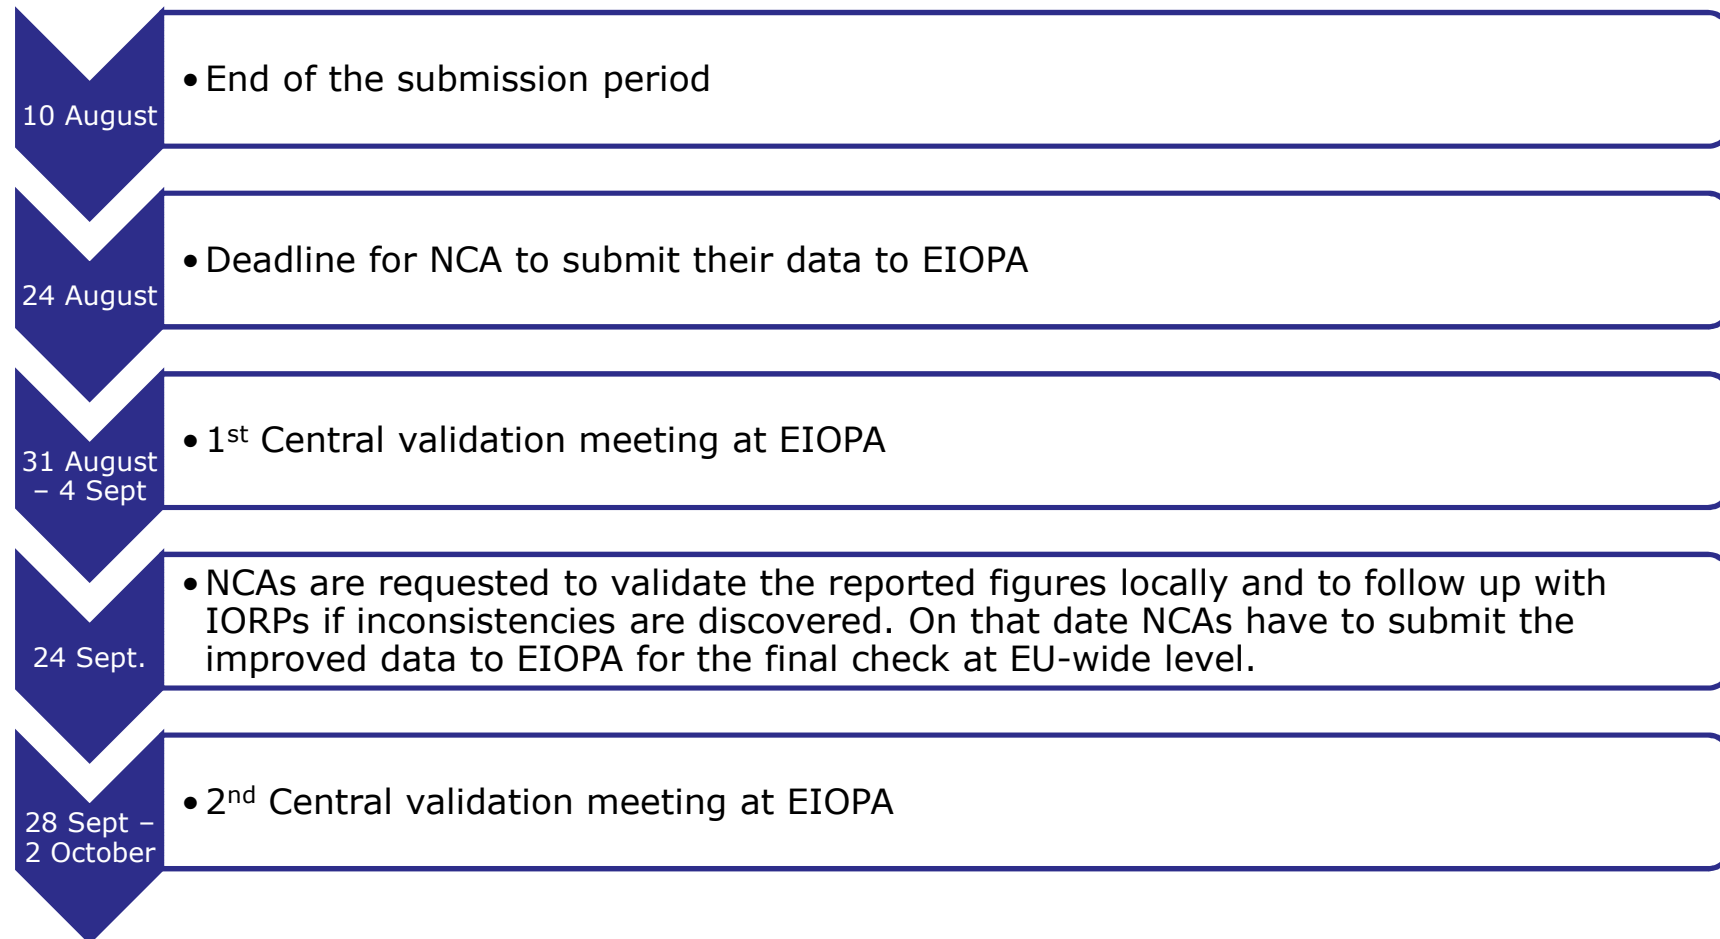 10 August
• End of the submission period
24 August
• Deadline for NCA to submit their data to EIOPA
31 August
– 4 Sept
• 1st Central validation meeting at EIOPA
24 Sept.
• NCAs are requested to validate the reported figures locally and to follow up with
IORPs if inconsistencies are discovered. On that date NCAs have to submit the
improved data to EIOPA for the final check at EU-wide level.
28 Sept –
2 October
• 2nd Central validation meeting at EIOPA